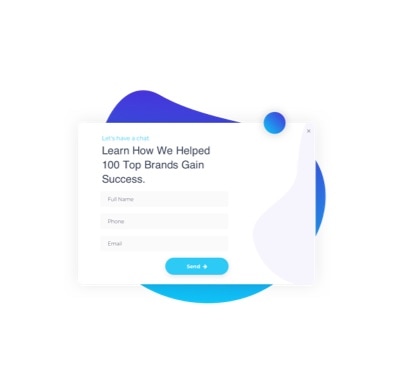 Let's have a chat
×
Learn How We Helped
100 Top Brands Gain
Success.
Full Name
Phone
Email
Send →